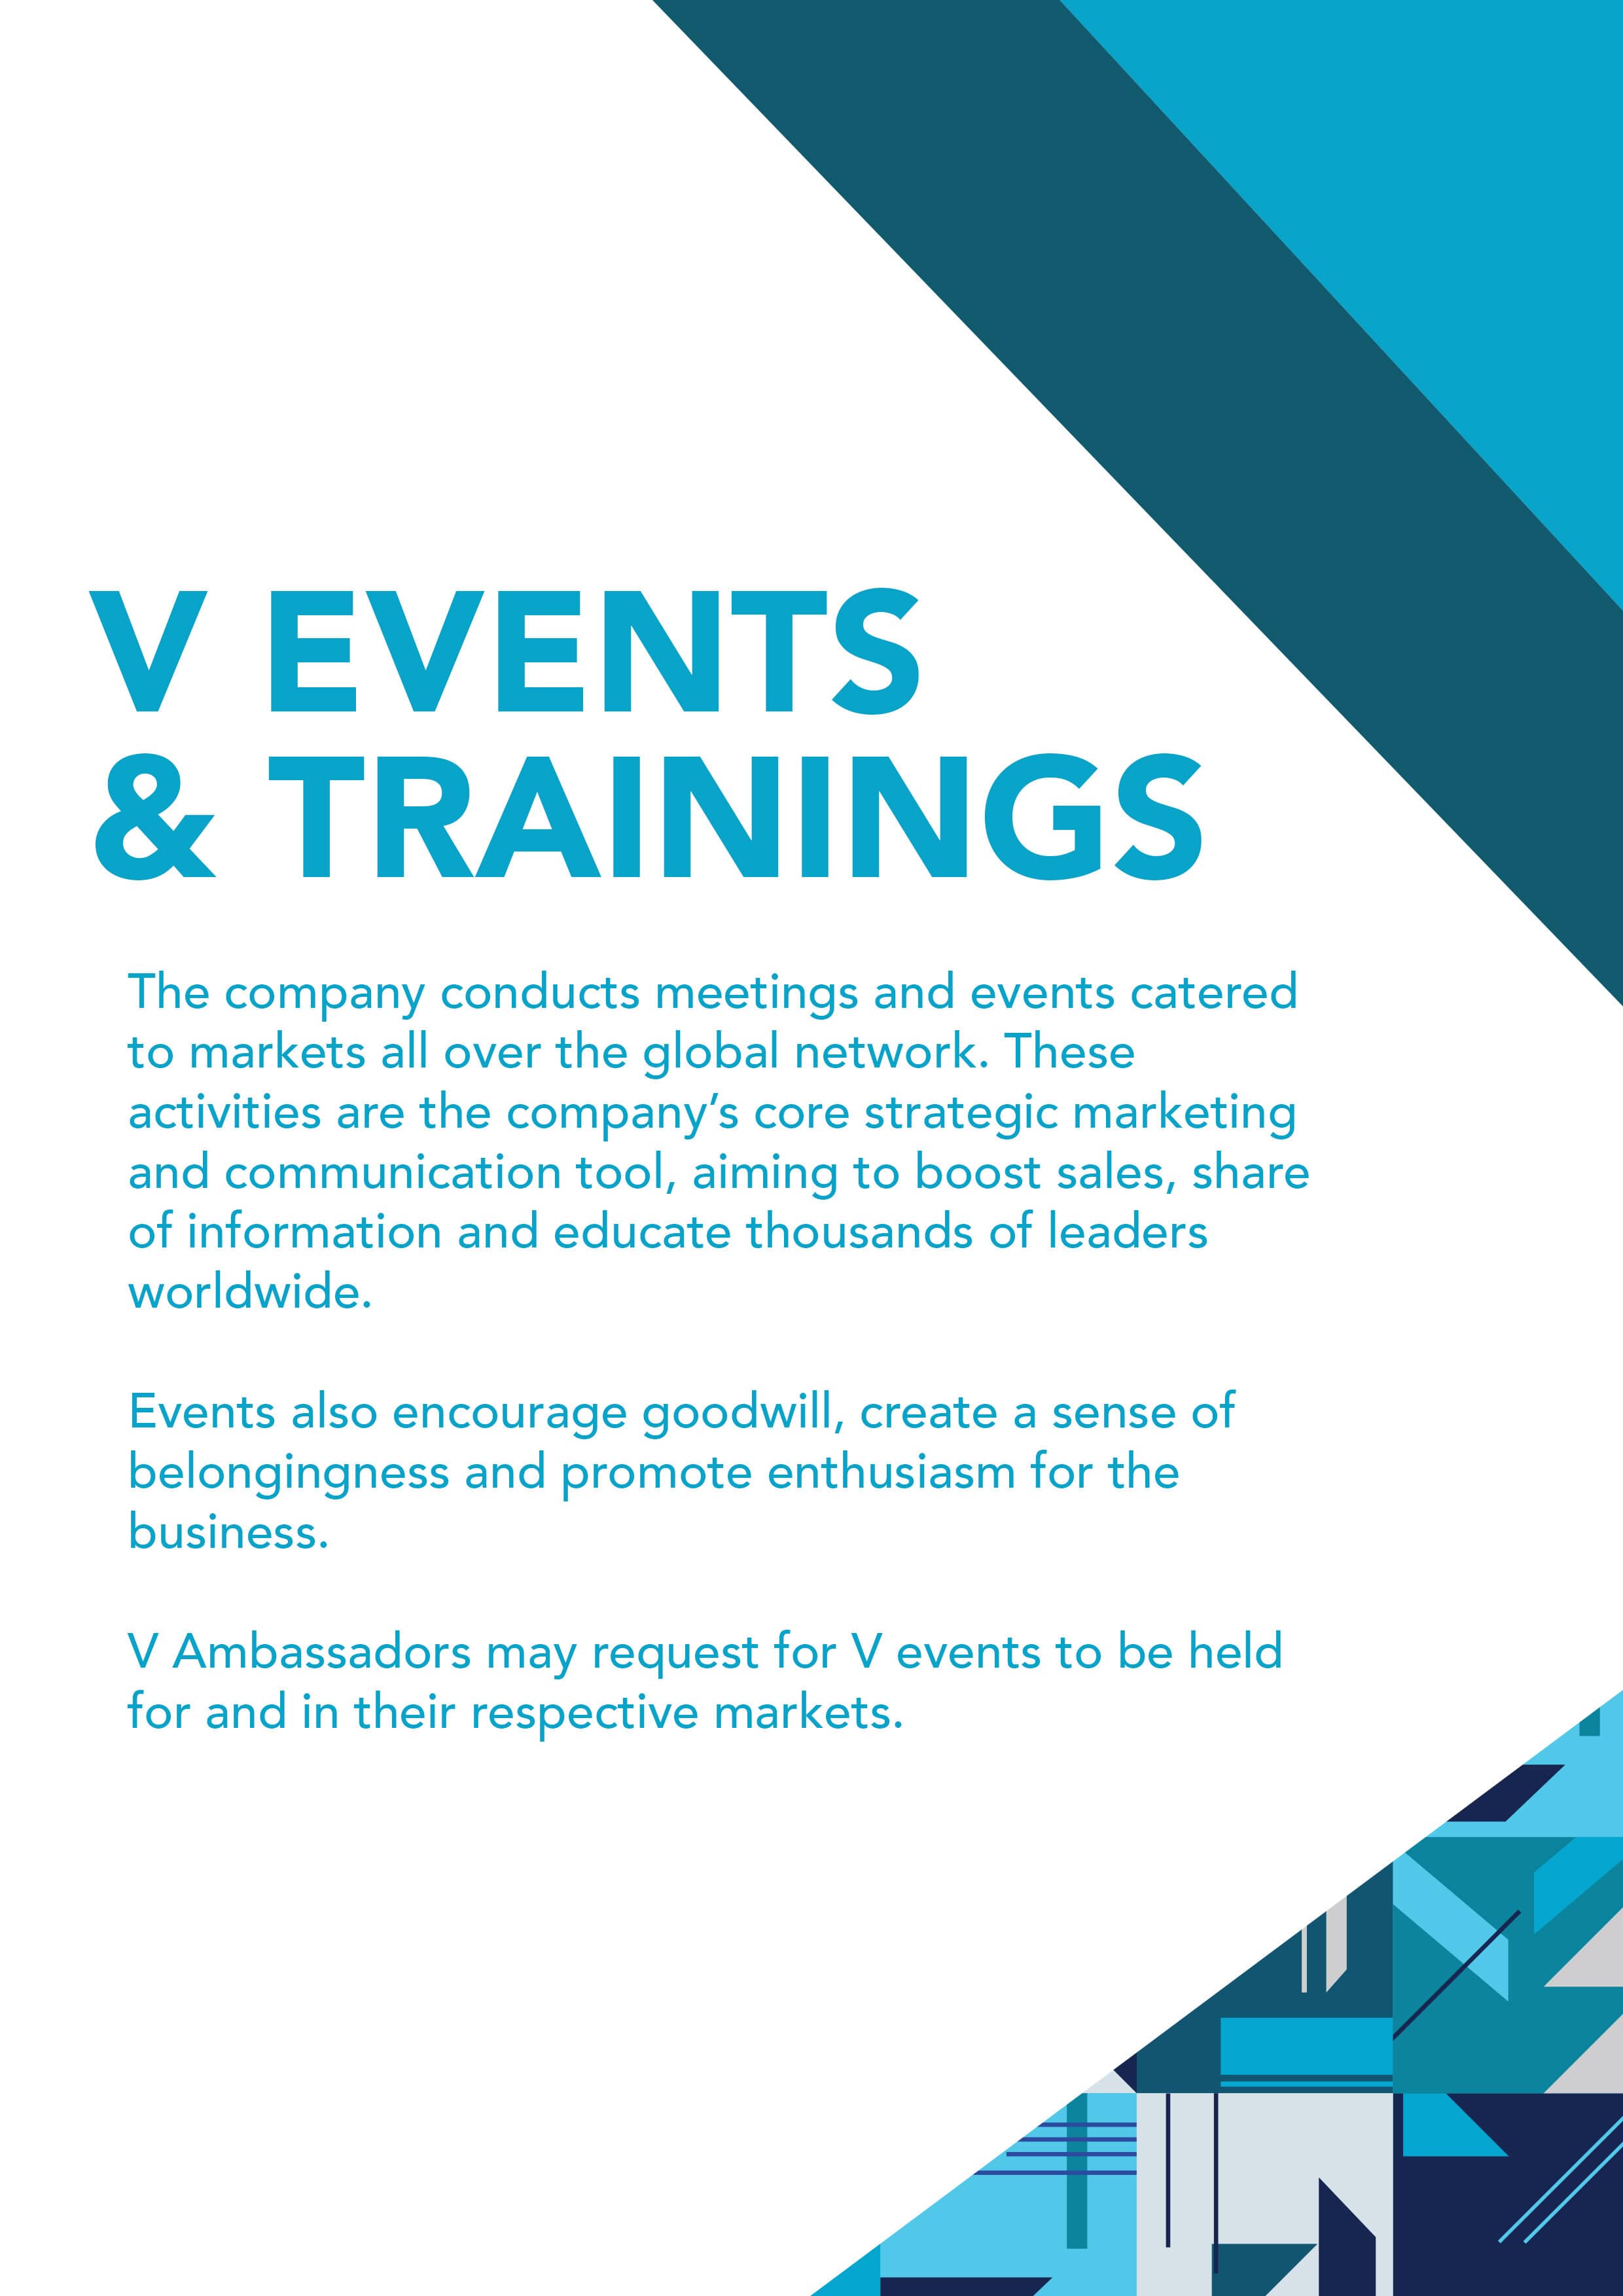 V EVENTS
& TRAININGS
The company conducts meetings and events catered
to markets all over the global network. These
activities are the company’s core strategic marketing
and communication tool, aiming to boost sales, share
of information and educate thousands of leaders
worldwide.
Events also encourage goodwill, create a sense of
belongingness and promote enthusiasm for the
business.
V Ambassadors may request for V events to be held
for and in their respective markets.